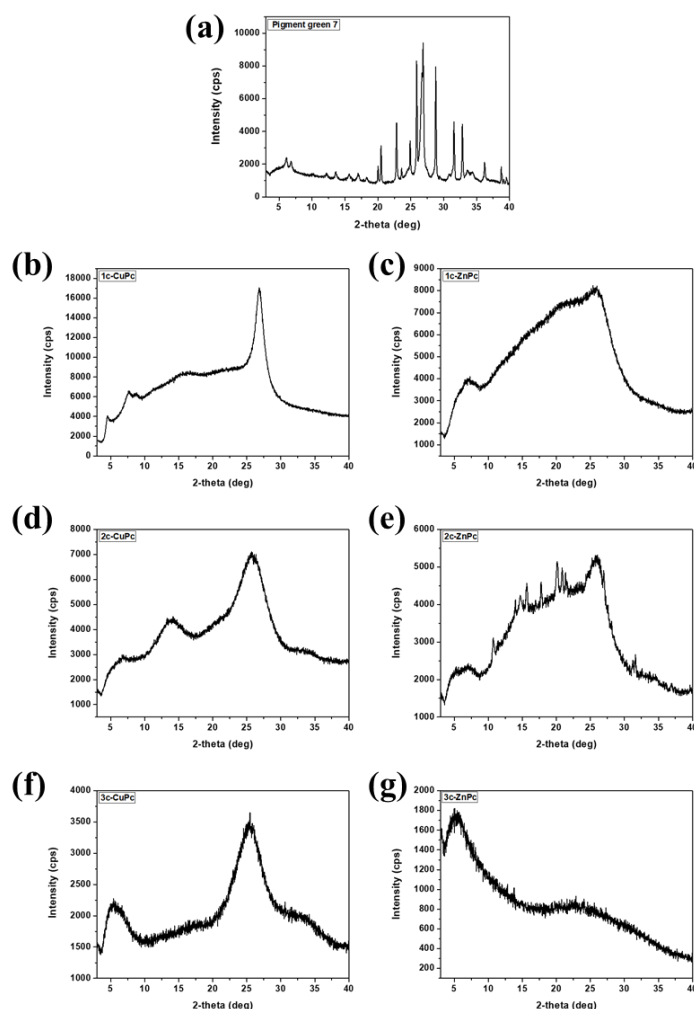 (a)
Pigment green 7
Intensity (cps)
10000
8000
6000
4000
2000
0
5 10 15 20 25 30 35 40
2-theta (deg)
(b)
1c-CuPc
Intensity (cps)
18000
16000
14000
12000
10000
8000
6000
4000
2000
0
5 10 15 20 25 30 35 40
2-theta (deg)
(c)
1c-ZnPc
Intensity (cps)
9000
8000
7000
6000
5000
4000
3000
2000
1000
5 10 15 20 25 30 35 40
2-theta (deg)
(d)
2c-CuPc
Intensity (cps)
8000
7000
6000
5000
4000
3000
2000
1000
5 10 15 20 25 30 35 40
2-theta (deg)
(e)
2c-ZnPc
Intensity (cps)
6000
5000
4000
3000
2000
1000
5 10 15 20 25 30 35 40
2-theta (deg)
(f)
3c-CuPc
Intensity (cps)
4000
3500
3000
2500
2000
1500
1000
5 10 15 20 25 30 35 40
2-theta (deg)
(g)
3c-ZnPc
Intensity (cps)
2000
1800
1600
1400
1200
1000
800
600
400
200
5 10 15 20 25 30 35 40
2-theta (deg)